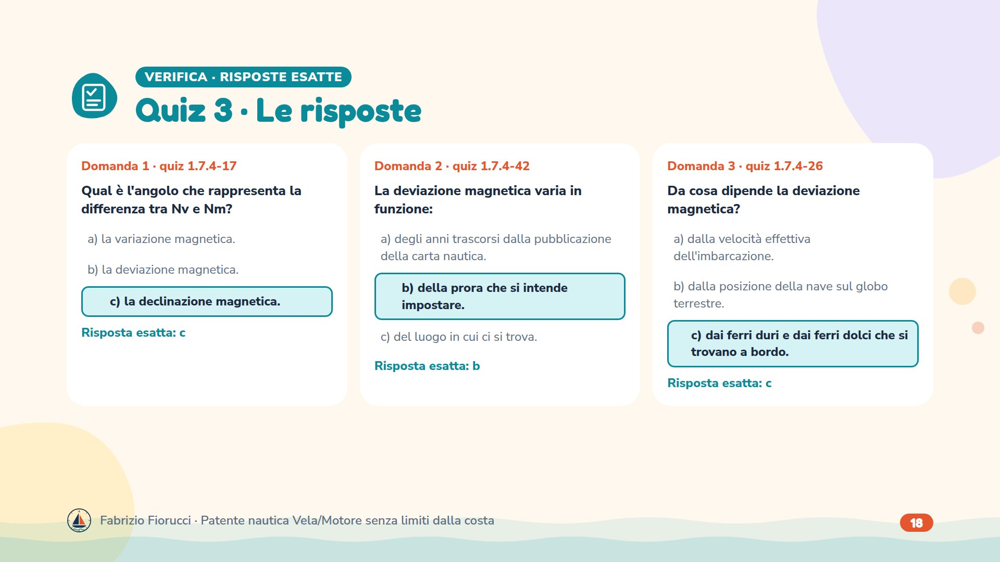 VERIFICA · RISPOSTE ESATTE
Quiz 3 · Le risposte
Domanda 1 · quiz 1.7.4-17
Qual è l'angolo che rappresenta la
differenza tra Nv e Nm?
a) la variazione magnetica.
b) la deviazione magnetica.
c) la declinazione magnetica.
Risposta esatta: c
Domanda 2 · quiz 1.7.4-42
La deviazione magnetica varia in
funzione:
a) degli anni trascorsi dalla pubblicazione
della carta nautica.
b) della prora che si intende
impostare.
c) del luogo in cui ci si trova.
Risposta esatta: b
Domanda 3 · quiz 1.7.4-26
Da cosa dipende la deviazione
magnetica?
a) dalla velocità effettiva
dell'imbarcazione.
b) dalla posizione della nave sul globo
terrestre.
c) dai ferri duri e dai ferri dolci che si
trovano a bordo.
Risposta esatta: c
Fabrizio Fiorucci · Patente nautica Vela/Motore senza limiti dalla costa
18